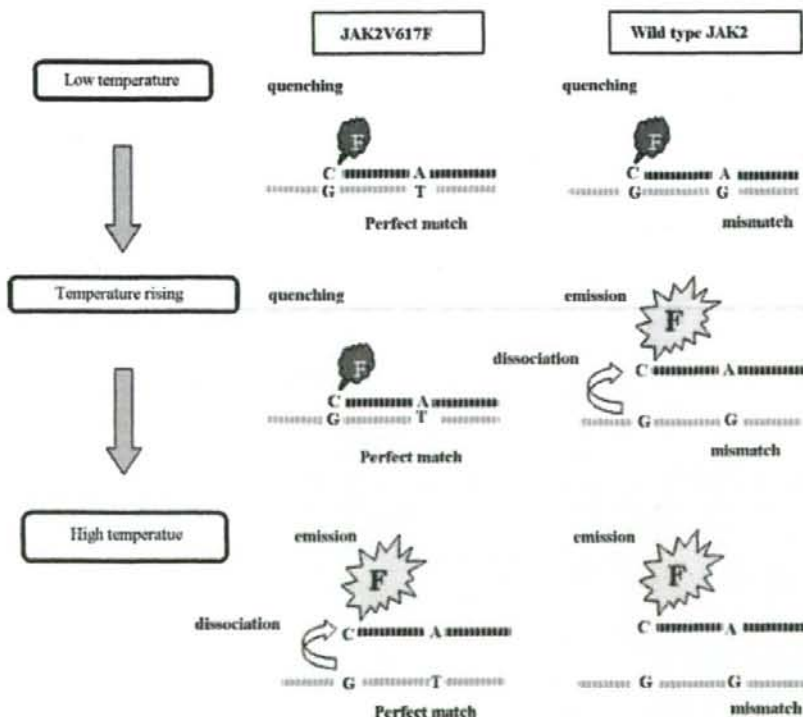 JAK2V617F
Wild type JAK2
Low temperature
quenching
quenching
F
F
C A
C A
G T
G G
Perfect match
mismatch
Temperature rising
quenching
emission
F
F
dissociation
C A
C A
G T
G G
Perfect match
mismatch
High temperatue
emission
emission
F
F
dissociation
C A
C A
G T
G G
Perfect match
mismatch